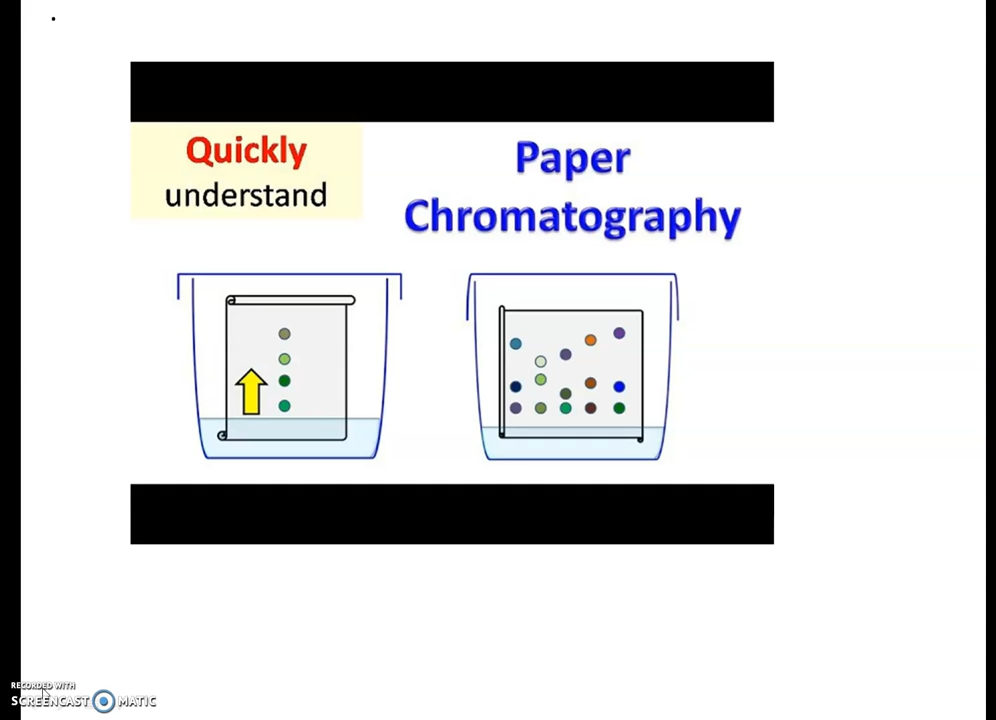 Quickly
understand
Paper
Chromatography
RECORDED WITH
SCREENCAST MATIC